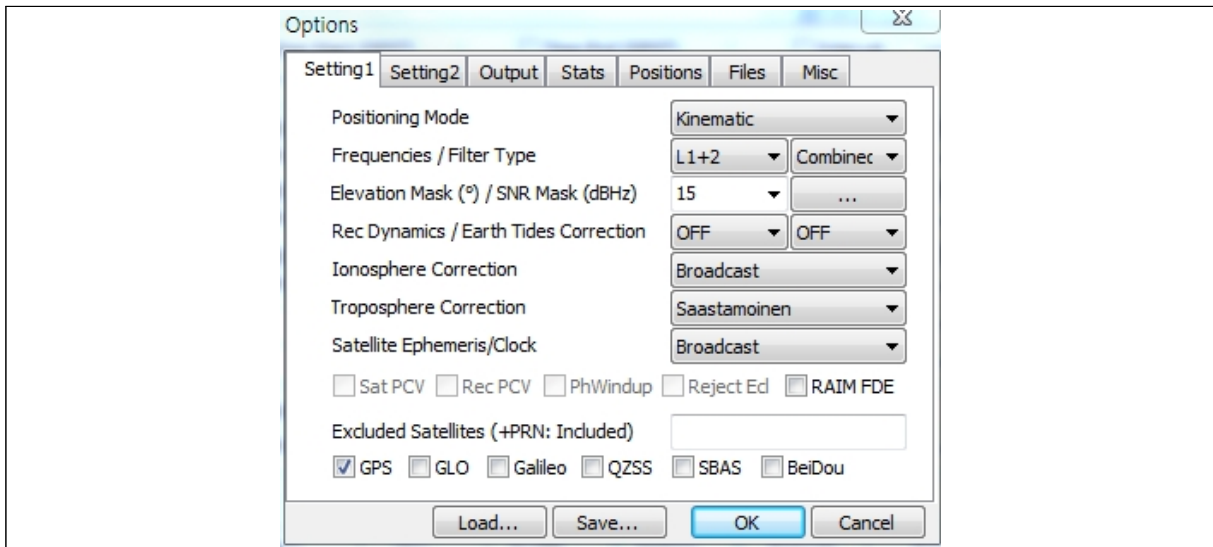 Options
Setting1 Setting2 Output Stats Positions Files Misc
Positioning Mode Kinematic
Frequencies / Filter Type L1+2 Combinec
Elevation Mask (°) / SNR Mask (dBHz) 15 ...
Rec Dynamics / Earth Tides Correction OFF OFF
Ionosphere Correction Broadcast
Troposphere Correction Saastamoinen
Satellite Ephemeris/Clock Broadcast
Sat PCV Rec PCV PhWindup Reject Ecl RAIM FDE
Excluded Satellites (+PRN: Included)
GPS GLO Galileo QZSS SBAS BeiDou
Load... Save... OK Cancel